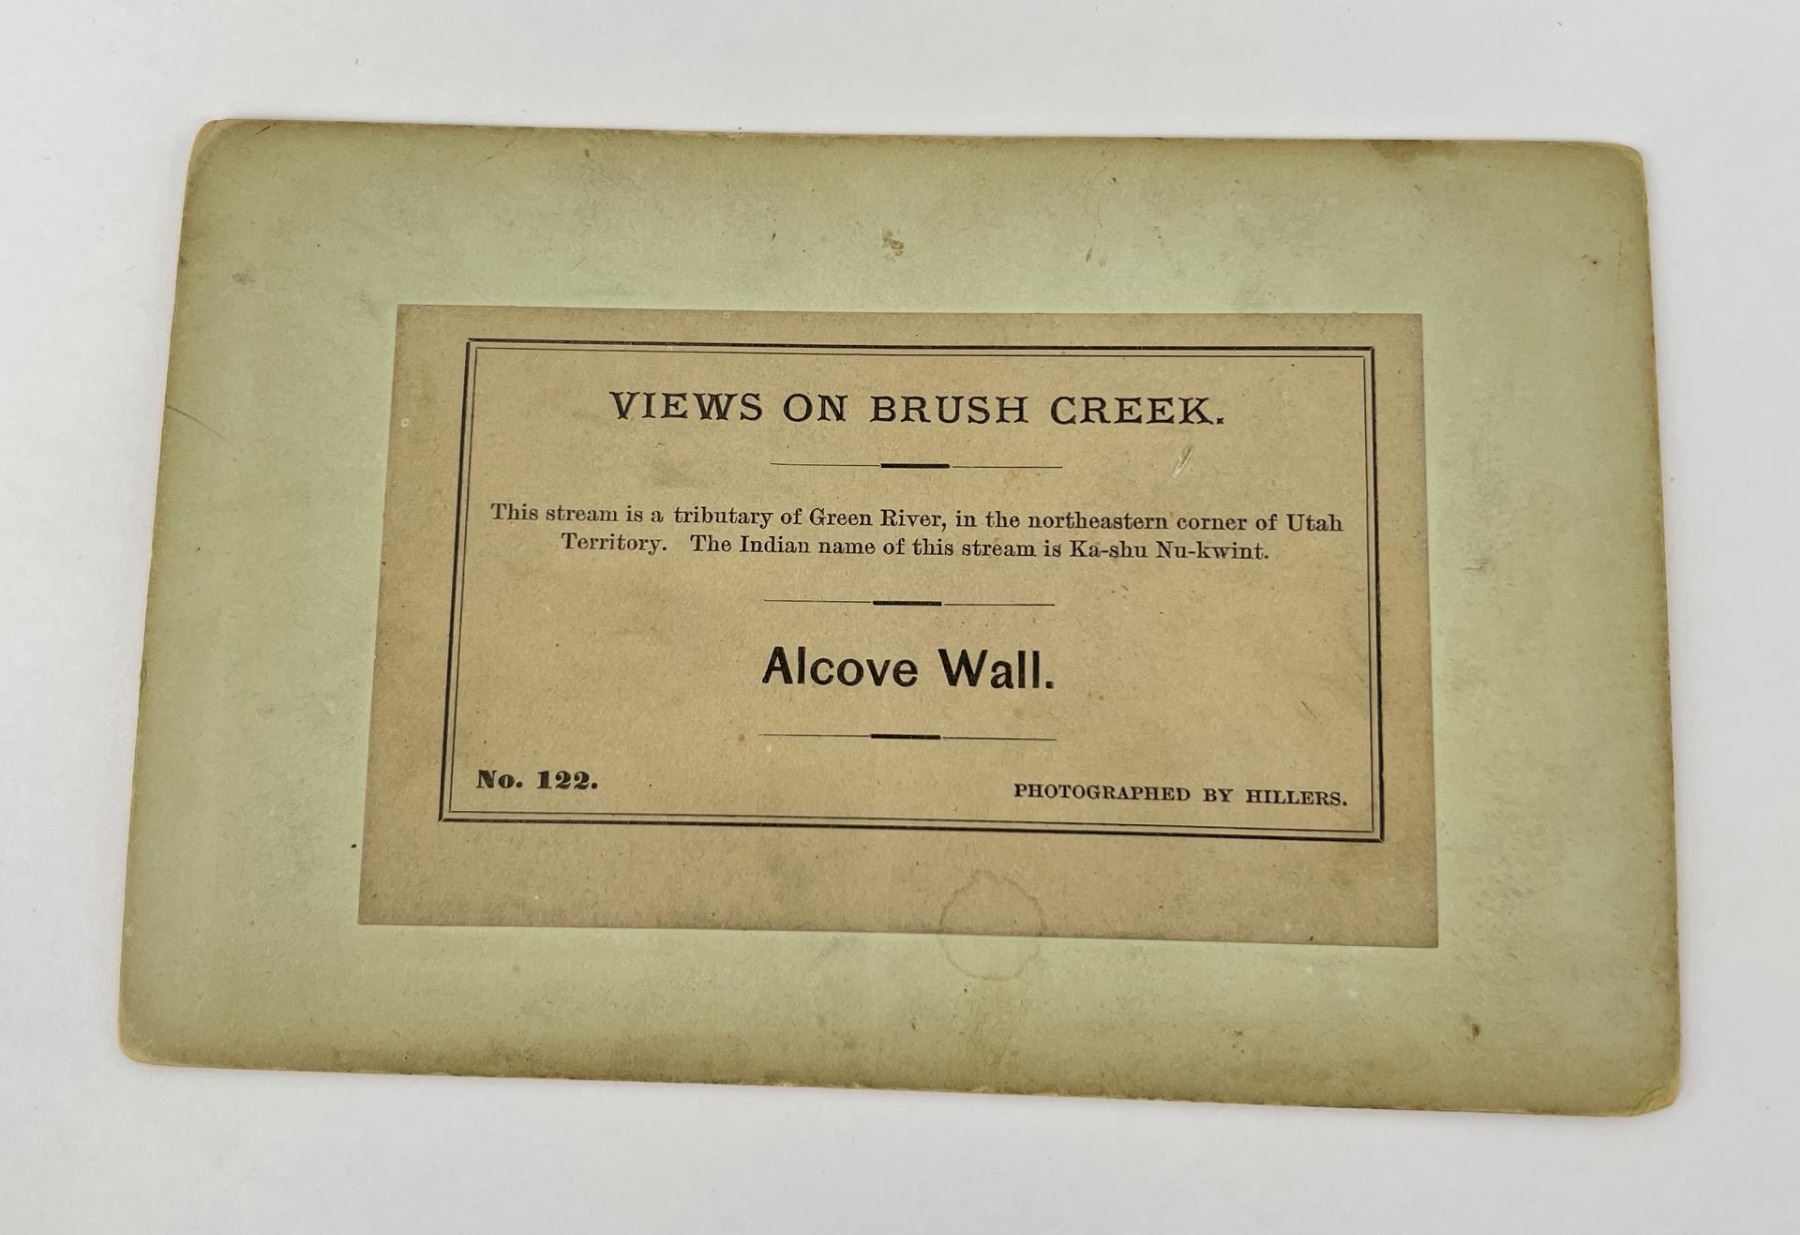 VIEWS ON BRUSH CREEK.
This stream is a tributary of Green River, in the northeastern corner of Utah
Territory. The Indian name of this stream is Ka-shu Nu-kwint.
Alcove Wall.
No. 122.
PHOTOGRAPHED BY HILLERS.